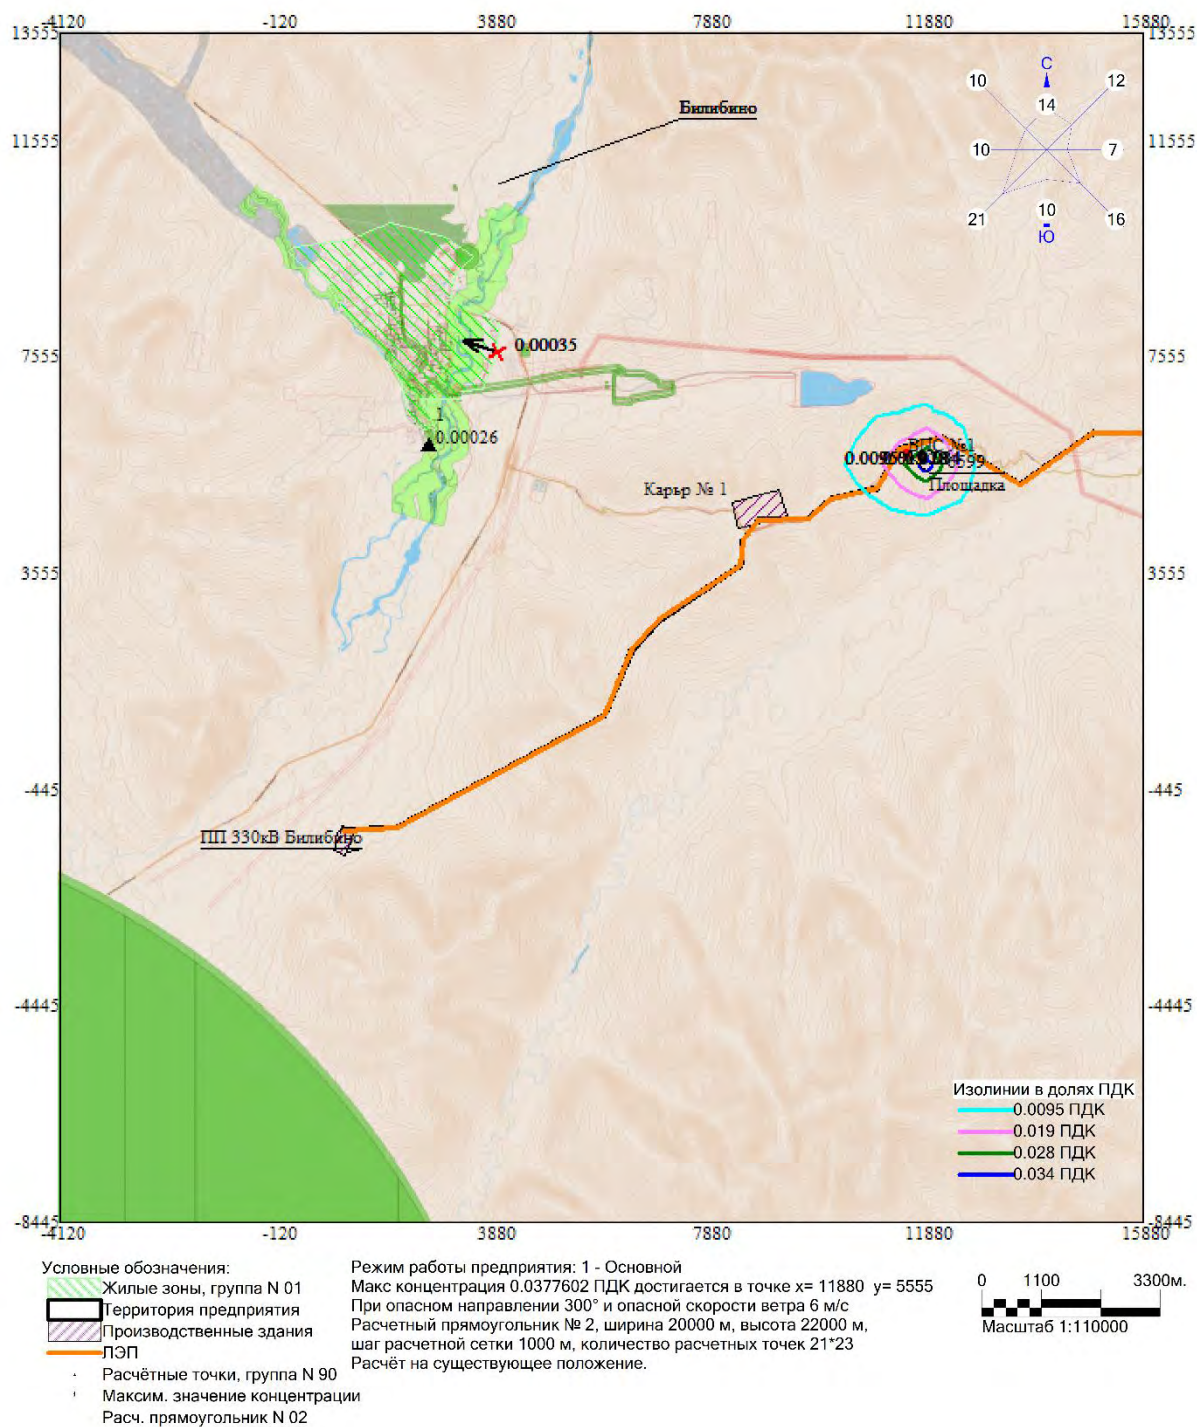 -4120 -120 3880 7880 11880 15880
13555 13555
С
10 12
14
Билибино
11555 11555
10 7
21 10 16
Ю
0.00035
7555 7555
1
0.00026
ВПС №1
0.0095
Площадка
Карьр № 1
3555 3555
-445 -445
ПП 330кВ Билибино
-4445 -4445
Изолинии в долях ПДК
0.0095 ПДК
0.019 ПДК
0.028 ПДК
0.034 ПДК
-8445 -8445
-4120 -120 3880 7880 11880 15880
Условные обозначения:
Жилые зоны, группа N 01
Территория предприятия
Производственные здания
ЛЭП
Расчётные точки, группа N 90
Максим. значение концентрации
Расч. прямоугольник N 02
Режим работы предприятия: 1 - Основной
Макс концентрация 0.0377602 ПДК достигается в точке x= 11880 y= 5555
При опасном направлении 300° и опасной скорости ветра 6 м/с
Расчетный прямоугольник № 2, ширина 20000 м, высота 22000 м,
шаг расчетной сетки 1000 м, количество расчетных точек 21*23
Расчёт на существующее положение.
0 1100 3300м.
Масштаб 1:110000